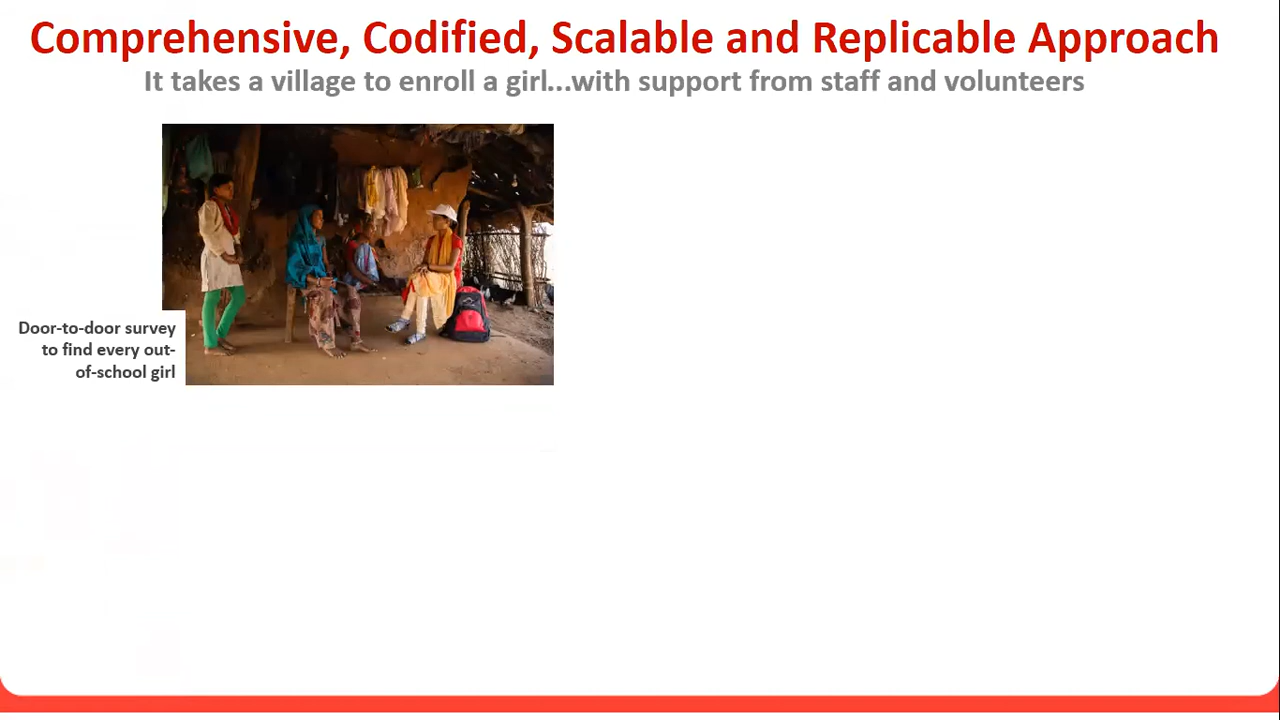 Comprehensive, Codified, Scalable and Replicable Approach
It takes a village to enroll a girl...with support from staff and volunteers
Door-to-door survey
to find every out-
of-school girl